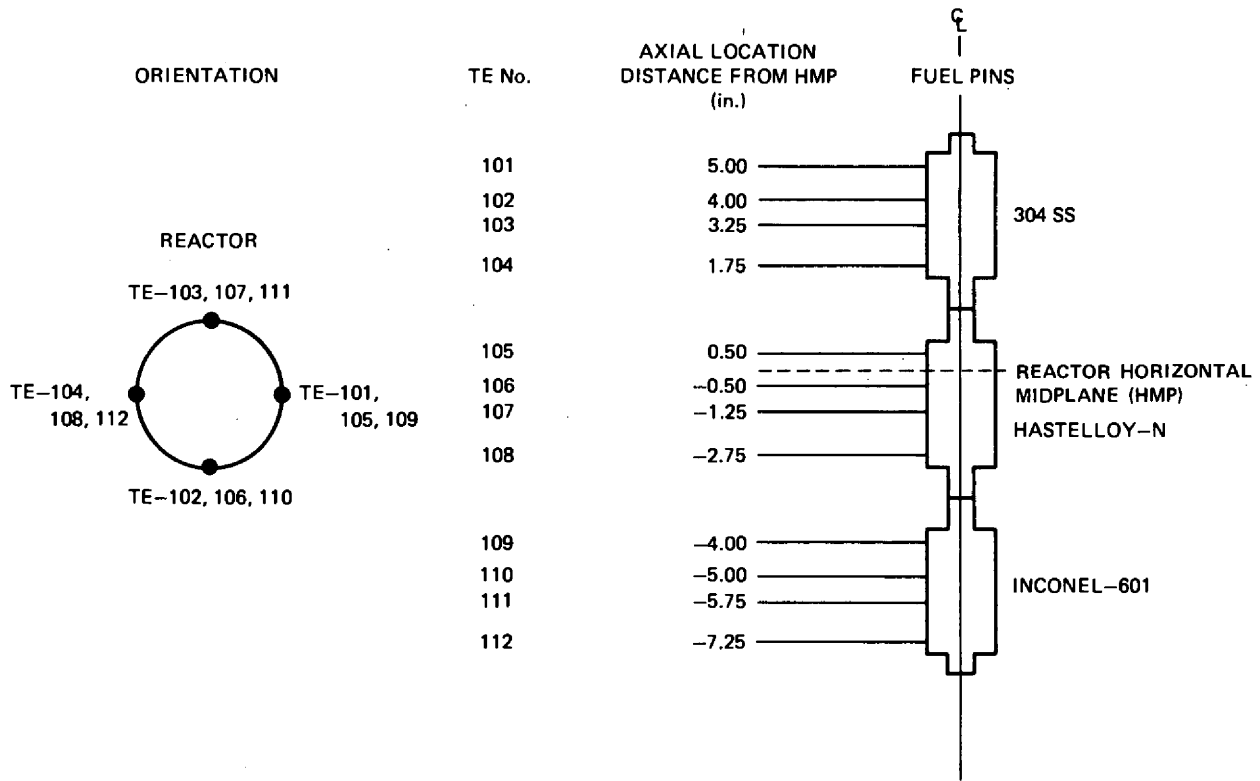 ℄
ORIENTATION
TE No.
AXIAL LOCATION
DISTANCE FROM HMP
(in.)
FUEL PINS
101 5.00
102 4.00
103 3.25
104 1.75
304 SS
REACTOR
TE–103, 107, 111
TE–104,
108, 112
TE–101,
105, 109
TE–102, 106, 110
105 0.50
106 -0.50
107 -1.25
108 -2.75
REACTOR HORIZONTAL
MIDPLANE (HMP)
HASTELLOY–N
109 -4.00
110 -5.00
111 -5.75
112 -7.25
INCONEL–601